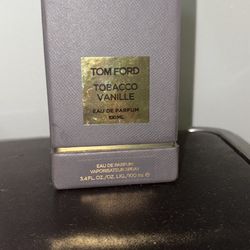 TOM FORD
TOBACCO
VANILLE
EAU DE PARFUM
100ML
EAU DE PARFUM
VAPORISATEUR SPRAY
3.4 FL.OZ./OZ. LIQ./100 ml ℮